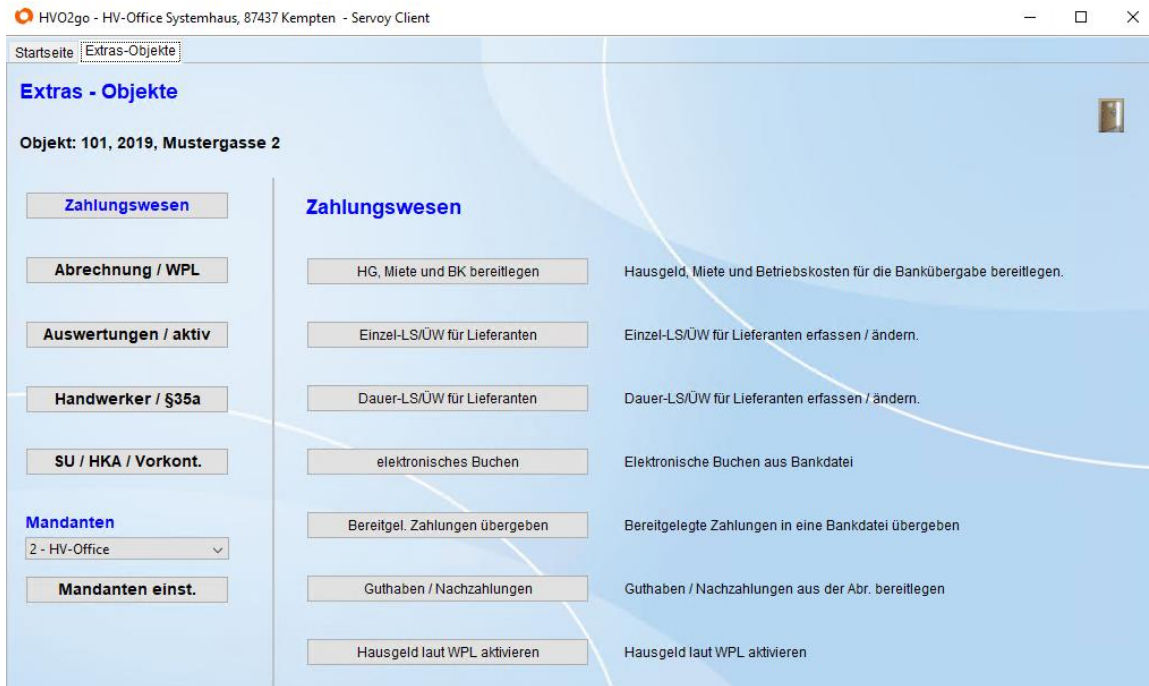 HVO2go - HV-Office Systemhaus, 87437 Kempten - Servoy Client
Startseite Extras-Objekte
Extras - Objekte
Objekt: 101, 2019, Mustergasse 2
Zahlungswesen
Abrechnung / WPL
Auswertungen / aktiv
Handwerker / §35a
SU / HKA / Vorkont.
Mandanten
2 - HV-Office
Mandanten einst.
Zahlungswesen
HG, Miete und BK bereitlegen Hausgeld, Miete und Betriebskosten für die Bankübergabe bereitlegen.
Einzel-LS/ÜW für Lieferanten Einzel-LS/ÜW für Lieferanten erfassen / ändern.
Dauer-LS/ÜW für Lieferanten Dauer-LS/ÜW für Lieferanten erfassen / ändern.
elektronisches Buchen Elektronische Buchen aus Bankdatei
Bereitgel. Zahlungen übergeben Bereitgelegte Zahlungen in eine Bankdatei übergeben
Guthaben / Nachzahlungen Guthaben / Nachzahlungen aus der Abr. bereitlegen
Hausgeld laut WPL aktivieren Hausgeld laut WPL aktivieren